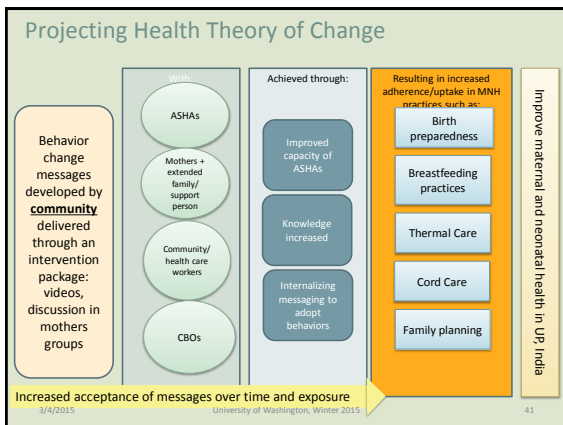 Projecting Health Theory of Change
Behavior
change
messages
developed by
community
delivered
through an
intervention
package:
videos,
discussion in
mothers
groups
With:
ASHAs
Mothers +
extended
family/
support
person
Community/
health care
workers
CBOs
Achieved through:
Improved
capacity of
ASHAs
Knowledge
increased
Internalizing
messaging to
adopt
behaviors
Resulting in increased
adherence/uptake in MNH
practices such as:
Birth
preparedness
Breastfeeding
practices
Thermal Care
Cord Care
Family planning
Improve maternal and neonatal health in UP, India
Increased acceptance of messages over time and exposure
3/4/2015
University of Washington, Winter 2015
41